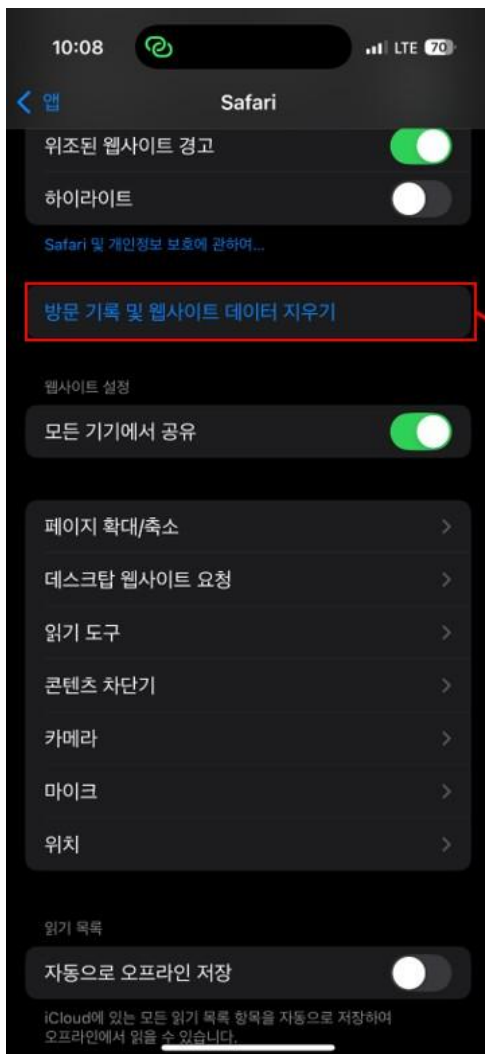 10:08
LTE 70
앱
Safari
위조된 웹사이트 경고
하이라이트
Safari 및 개인정보 보호에 관하여...
방문 기록 및 웹사이트 데이터 지우기
웹사이트 설정
모든 기기에서 공유
페이지 확대/축소
데스크탑 웹사이트 요청
읽기 도구
콘텐츠 차단기
카메라
마이크
위치
읽기 목록
자동으로 오프라인 저장
iCloud에 있는 모든 읽기 목록 항목을 자동으로 저장하여
오프라인에서 읽을 수 있습니다.